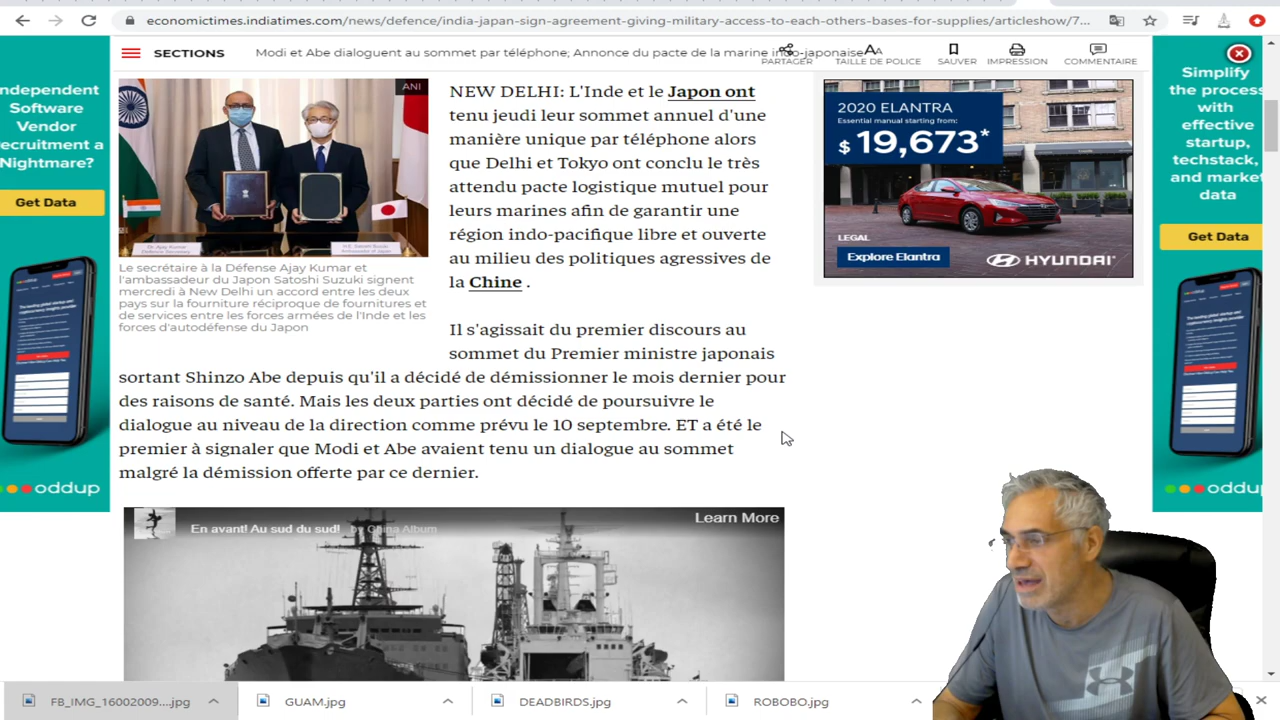 economictimes.indiatimes.com/news/defence/india-japan-sign-agreement-giving-military-access-to-each-others-bases-for-supplies/articleshow/7...
SECTIONS
Modi et Abe dialoguent au sommet par téléphone; Annonce du pacte de la marine indo-japonaise
PARTAGER
TAILLE DE POLICE
SAUVER
IMPRESSION
COMMENTAIRE
ndependent
Software
Vendor
ecruitment a
Nightmare?
Get Data
oddup
ANI
Le secrétaire à la Défense Ajay Kumar et
l'ambassadeur du Japon Satoshi Suzuki signent
mercredi à New Delhi un accord entre les deux
pays sur la fourniture réciproque de fournitures et
de services entre les forces armées de l'Inde et les
forces d'autodéfense du Japon
NEW DELHI: L'Inde et le Japon ont
tenu jeudi leur sommet annuel d'une
manière unique par téléphone alors
que Delhi et Tokyo ont conclu le très
attendu pacte logistique mutuel pour
leurs marines afin de garantir une
région indo-pacifique libre et ouverte
au milieu des politiques agressives de
la Chine .
Il s'agissait du premier discours au
sommet du Premier ministre japonais
sortant Shinzo Abe depuis qu'il a décidé de démissionner le mois dernier pour
des raisons de santé. Mais les deux parties ont décidé de poursuivre le
dialogue au niveau de la direction comme prévu le 10 septembre. ET a été le
premier à signaler que Modi et Abe avaient tenu un dialogue au sommet
malgré la démission offerte par ce dernier.
En avant! Au sud du sud! by China Album
Learn More
2020 ELANTRA
Essential manual starting from:
$ 19,673*
LEGAL
Explore Elantra
HYUNDAI
Simplify
the process
with
effective
startup,
techstack,
and market
data
Get Data
oddup
FB_IMG_16002009....jpg
GUAM.jpg
DEADBIRDS.jpg
ROBOBO.jpg